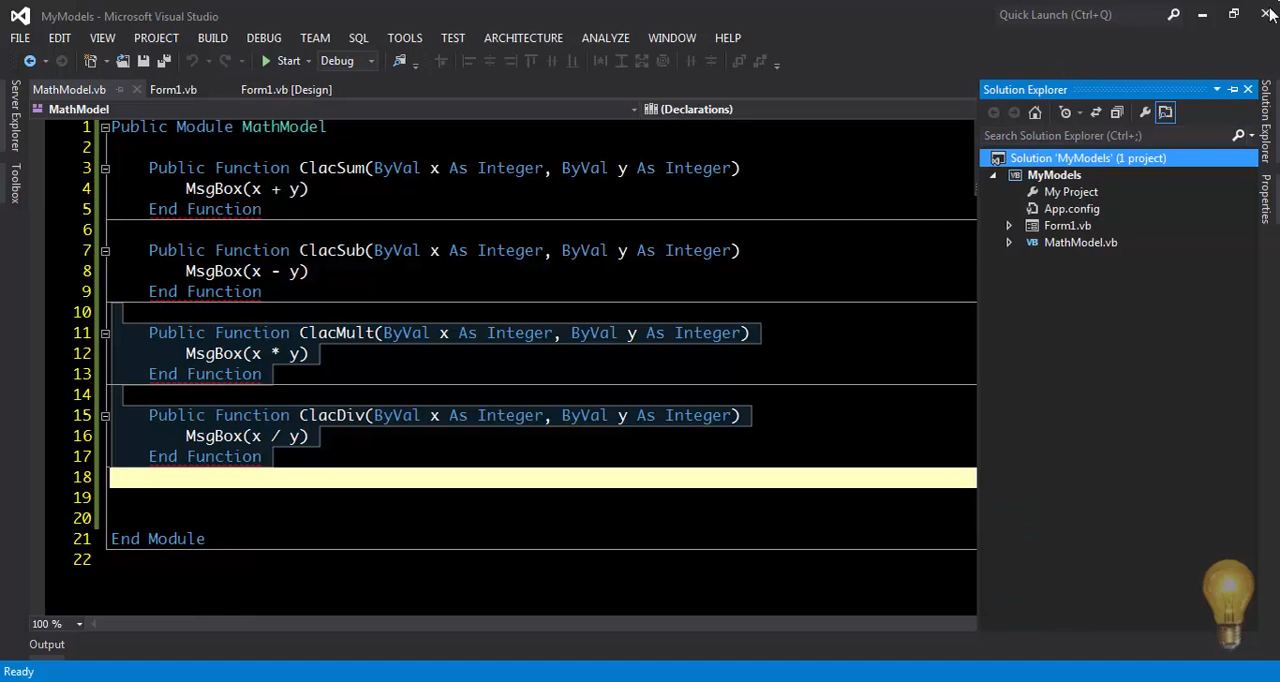 MyModels - Microsoft Visual Studio
Quick Launch (Ctrl+Q)
FILE EDIT VIEW PROJECT BUILD DEBUG TEAM SQL TOOLS TEST ARCHITECTURE ANALYZE WINDOW HELP
Start Debug
Server Explorer
Toolbox
MathModel.vb Form1.vb Form1.vb [Design]
MathModel (Declarations)
1 Public Module MathModel
2
3 Public Function ClacSum(ByVal x As Integer, ByVal y As Integer)
4 MsgBox(x + y)
5 End Function
6
7 Public Function ClacSub(ByVal x As Integer, ByVal y As Integer)
8 MsgBox(x - y)
9 End Function
10
11 Public Function ClacMult(ByVal x As Integer, ByVal y As Integer)
12 MsgBox(x * y)
13 End Function
14
15 Public Function ClacDiv(ByVal x As Integer, ByVal y As Integer)
16 MsgBox(x / y)
17 End Function
18
19
20
21 End Module
22
100 %
Output
Ready
Solution Explorer
Search Solution Explorer (Ctrl+;)
Solution 'MyModels' (1 project)
VB MyModels
My Project
App.config
Form1.vb
VB MathModel.vb
Solution Explorer
Properties